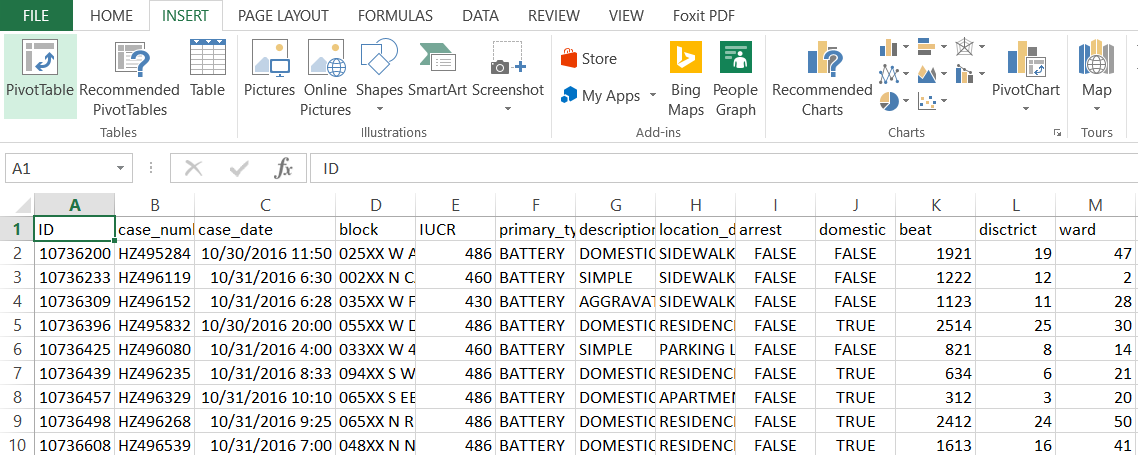 FILE HOME INSERT PAGE LAYOUT FORMULAS DATA REVIEW VIEW Foxit PDF
PivotTable Recommended PivotTables Table Pictures Online Pictures Shapes SmartArt Screenshot Store My Apps Bing Maps People Graph Recommended Charts PivotChart Map
Tables Illustrations Add-ins Charts Tours
A1 fx ID
A B C D E F G H I J K L M
1 ID case_numl case_date block IUCR primary_ty description location_d arrest domestic beat disctrict ward
2 10736200 HZ495284 10/30/2016 11:50 025XX W A 486 BATTERY DOMESTIC SIDEWALK FALSE FALSE 1921 19 47
3 10736233 HZ496119 10/31/2016 6:30 002XX N C 460 BATTERY SIMPLE SIDEWALK FALSE FALSE 1222 12 2
4 10736309 HZ496152 10/31/2016 6:28 035XX W F 430 BATTERY AGGRAVAT SIDEWALK FALSE FALSE 1123 11 28
5 10736396 HZ495832 10/30/2016 20:00 055XX W D 486 BATTERY DOMESTIC RESIDENC FALSE TRUE 2514 25 30
6 10736425 HZ496080 10/31/2016 4:00 033XX W 4 460 BATTERY SIMPLE PARKING L FALSE FALSE 821 8 14
7 10736439 HZ496235 10/31/2016 8:33 094XX S W 486 BATTERY DOMESTIC RESIDENC FALSE TRUE 634 6 21
8 10736457 HZ496329 10/31/2016 10:10 065XX S EE 486 BATTERY DOMESTIC APARTME FALSE TRUE 312 3 20
9 10736498 HZ496268 10/31/2016 9:25 065XX N R 486 BATTERY DOMESTIC RESIDENC FALSE TRUE 2412 24 50
10 10736608 HZ496539 10/31/2016 7:00 048XX N N 486 BATTERY DOMESTIC RESIDENC FALSE TRUE 1613 16 41